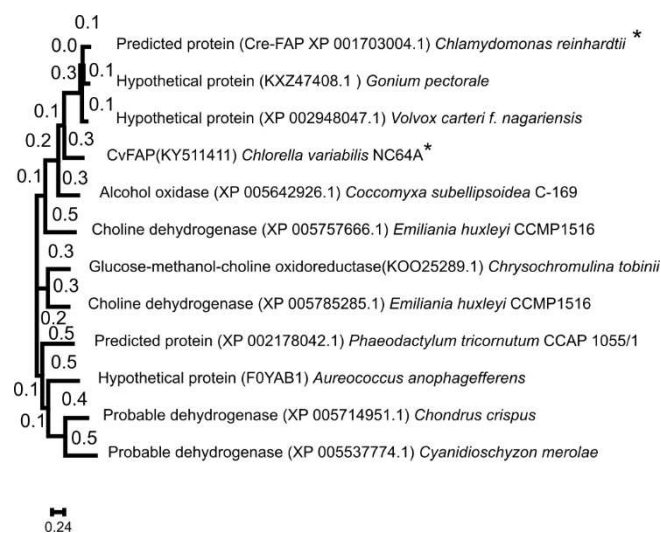 0.1
0.0 Predicted protein (Cre-FAP XP 001703004.1) Chlamydomonas reinhardtii *
0.3 0.1 Hypothetical protein (KXZ47408.1 ) Gonium pectorale
0.1 0.1 Hypothetical protein (XP 002948047.1) Volvox carteri f. nagariensis
0.2 0.3 CvFAP(KY511411) Chlorella variabilis NC64A*
0.1 0.3 Alcohol oxidase (XP 005642926.1) Coccomyxa subellipsoidea C-169
0.5 Choline dehydrogenase (XP 005757666.1) Emiliania huxleyi CCMP1516
0.3 Glucose-methanol-choline oxidoreductase(KOO25289.1) Chrysochromulina tobinii
0.3 Choline dehydrogenase (XP 005785285.1) Emiliania huxleyi CCMP1516
0.2
0.5 Predicted protein (XP 002178042.1) Phaeodactylum tricornutum CCAP 1055/1
0.5 Hypothetical protein (F0YAB1) Aureococcus anophagefferens
0.1 0.4
0.1 Probable dehydrogenase (XP 005714951.1) Chondrus crispus
0.5 Probable dehydrogenase (XP 005537774.1) Cyanidioschyzon merolae
0.24